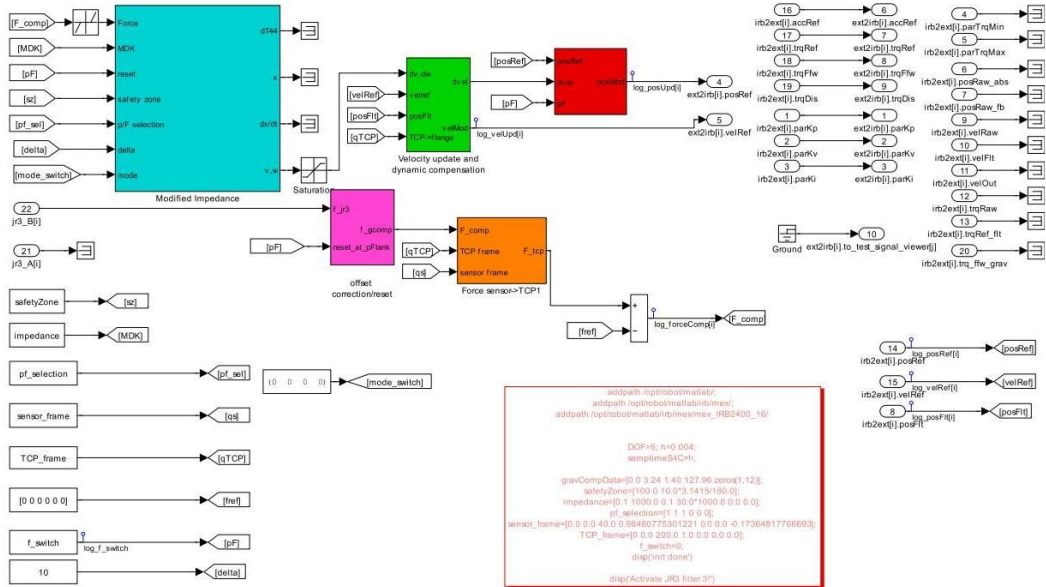 [F_comp]
Force
[MDK]
MDK
[pF]
reset
[sz]
safety zone
[pf_sel]
p/F selection
[delta]
delta
[mode_switch]
mode
dT44
x
dx/dt
v,w
Modified Impedance
Saturation
22
jr3_B[i]
21
jr3_A[i]
[velRef]
[posFlt]
[qTCP]
dv,dw
velref
posFlt
TCP->flange
dvel
velMod
Velocity update and
dynamic compensation
log_velUpd[i]
[posRef]
[pF]
posRef
dvel
pF
posMod
log_posUpd[i]
4
ext2irb[i].posRef
5
ext2irb[i].velRef
[pF]
f_jr3
reset_at_pFlank
f_gcomp
offset
correction/reset
[qTCP]
[qs]
F_comp
TCP frame
sensor frame
F_tcp
Force sensor->TCP1
[fref]
log_forceComp[i]
[F_comp]
16
irb2ext[i].accRef
6
ext2irb[i].accRef
17
irb2ext[i].trqRef
7
ext2irb[i].trqRef
18
irb2ext[i].trqFfw
8
ext2irb[i].trqFfw
19
irb2ext[i].trqDis
9
ext2irb[i].trqDis
1
irb2ext[i].parKp
1
ext2irb[i].parKp
2
irb2ext[i].parKv
2
ext2irb[i].parKv
3
irb2ext[i].parKi
3
ext2irb[i].parKi
Ground
10
ext2irb[i].to_test_signal_viewer[j]
4
irb2ext[i].parTrqMin
5
irb2ext[i].parTrqMax
6
irb2ext[i].posRaw_abs
7
irb2ext[i].posRaw_fb
9
irb2ext[i].velRaw
10
irb2ext[i].velFlt
11
irb2ext[i].velOut
12
irb2ext[i].trqRaw
13
irb2ext[i].trqRef_flt
20
irb2ext[i].trq_ffw_grav
14
irb2ext[i].posRef
log_posRef[i]
[posRef]
15
irb2ext[i].velRef
log_velRef[i]
[velRef]
8
irb2ext[i].posFlt
log_posFlt[i]
[posFlt]
safetyZone
[sz]
impedance
[MDK]
pf_selection
[pf_sel]
(0 0 0 0)
[mode_switch]
sensor_frame
[qs]
TCP_frame
[qTCP]
[0 0 0 0 0 0]
[fref]
f_switch
log_f_switch
[pF]
10
[delta]
addpath /opt/robot/matlab/;
addpath /opt/robot/matlab/irb/mex/;
addpath /opt/robot/matlab/irb/mex/mex_IRB2400_16/
DOF=6; h=0.004;
samptimeS4C=h;
gravCompData=[0.0 3.24 1.40 127.96 zeros(1,12)];
safetyZone=[100.0 10.0*3.1415/180.0];
impedance=[0.1 1000.0 0.1 30.0*1000.0 0.0 0.0];
pf_selection=[1 1 1 0 0 0];
sensor_frame=[0.0 0.0 40.0 0.98480775301221 0.0 0.0 -0.17364817766693];
TCP_frame=[0 0.0 200.0 1.0 0.0 0.0 0.0];
f_switch=0;
disp('init done')
disp('Activate JR3 filter 3!')